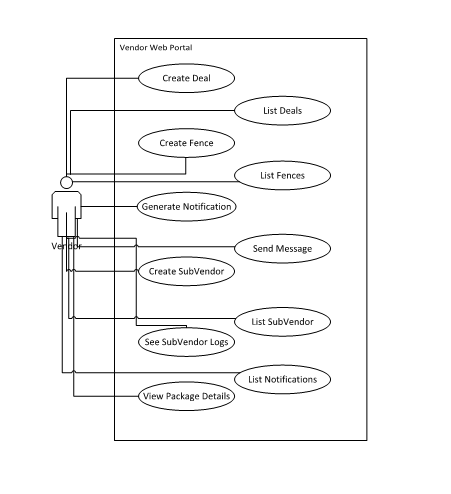 Vendor Web Portal
Create Deal
List Deals
Create Fence
List Fences
Generate Notification
Vendor
Send Message
Create SubVendor
List SubVendor
See SubVendor Logs
List Notifications
View Package Details